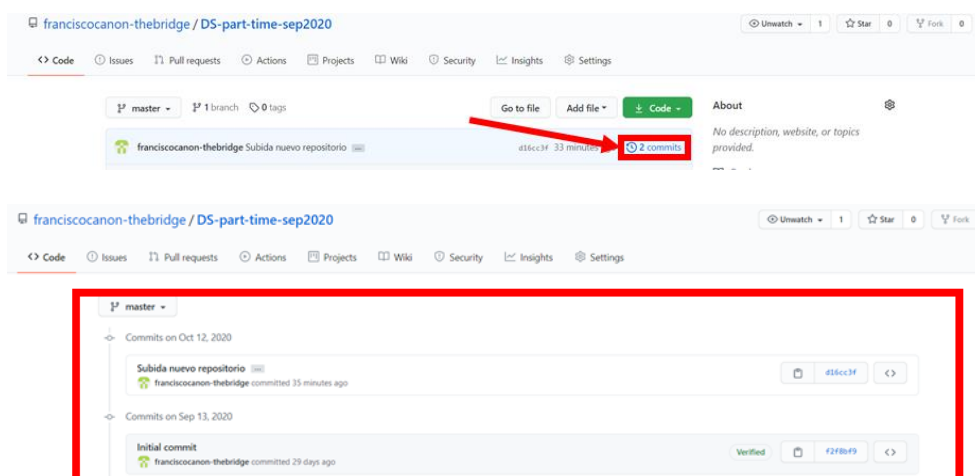 franciscocanon-thebridge / DS-part-time-sep2020
Unwatch 1 Star 0 Fork 0
<> Code Issues Pull requests Actions Projects Wiki Security Insights Settings
master 1 branch 0 tags Go to file Add file Code About
No description, website, or topics
provided.
franciscocanon-thebridge Subida nuevo repositorio d16cc3f 33 minutes 2 commits
franciscocanon-thebridge / DS-part-time-sep2020
Unwatch 1 Star 0 Fork
<> Code Issues Pull requests Actions Projects Wiki Security Insights Settings
master
Commits on Oct 12, 2020
Subida nuevo repositorio
franciscocanon-thebridge committed 35 minutes ago
d16cc3f <>
Commits on Sep 13, 2020
Initial commit
franciscocanon-thebridge committed 29 days ago
Verified f2f8bf9 <>